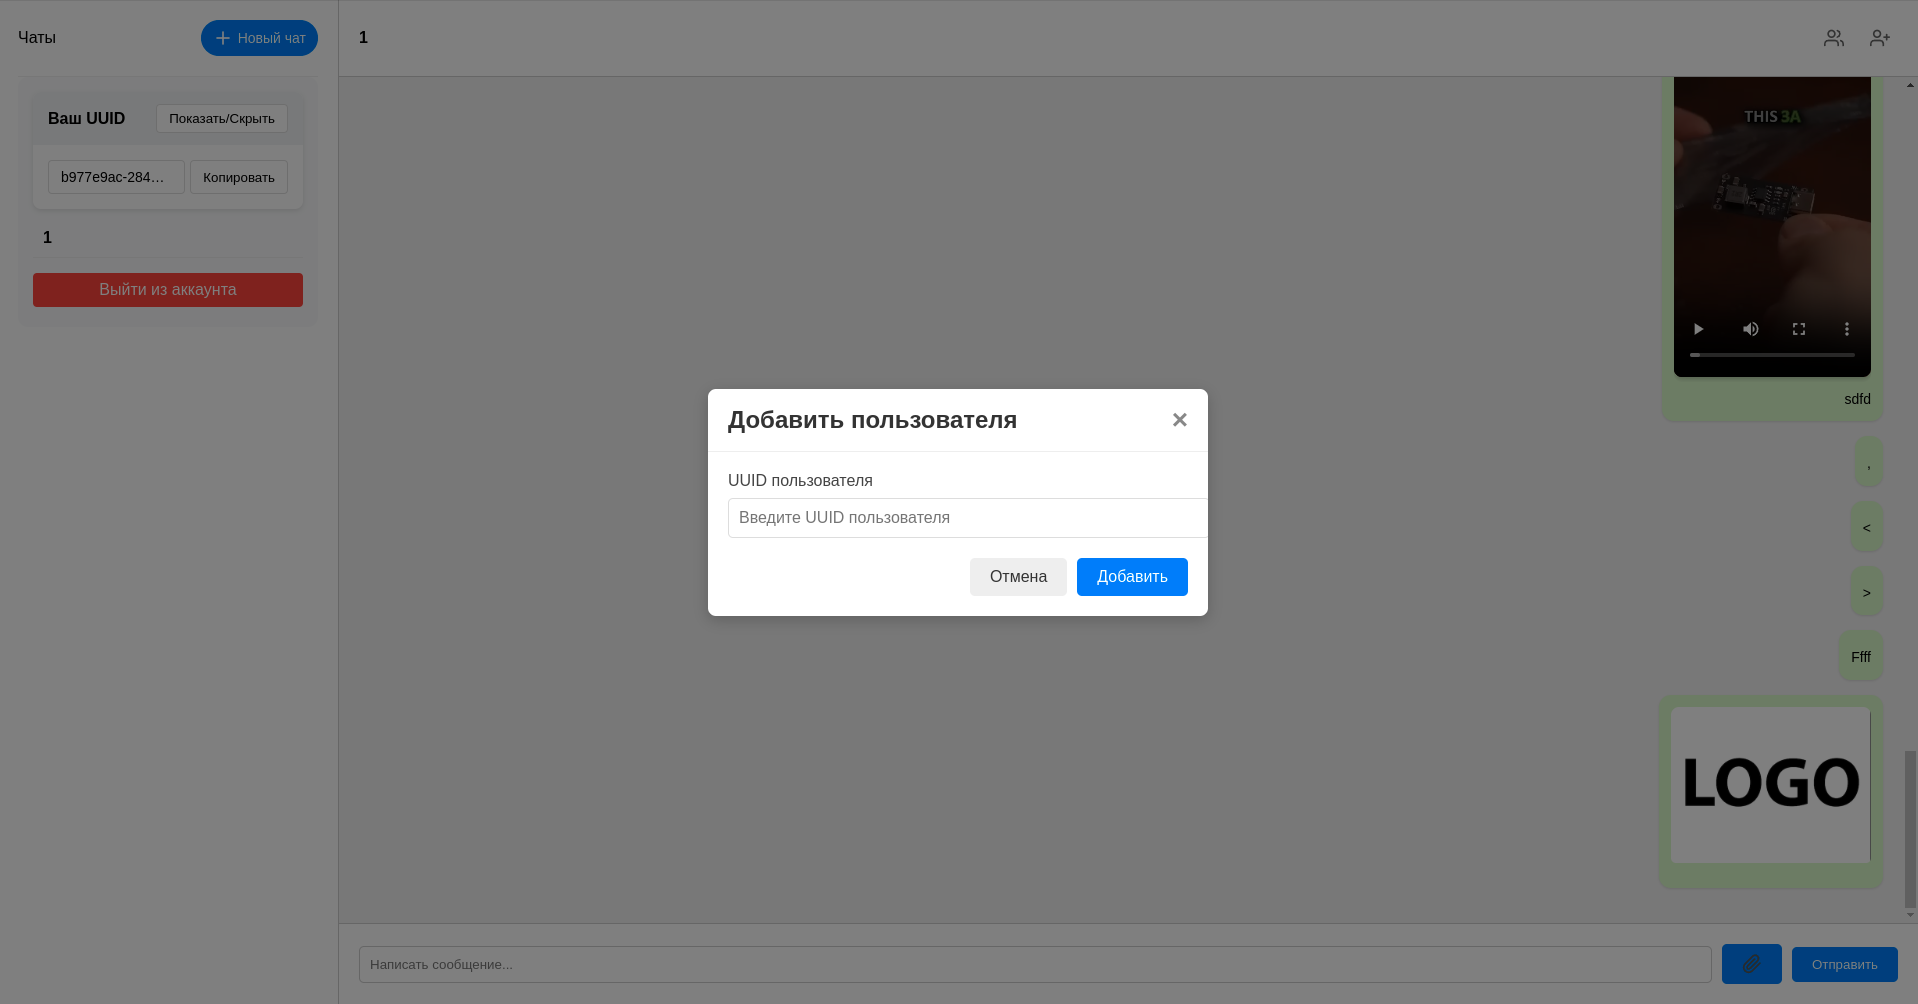 Чаты
Новый чат
1
Ваш UUID
Показать/Скрыть
b977e9ac-284…
Копировать
1
Выйти из аккаунта
THIS 3A
sdfd
,
<
>
Ffff
LOGO
Добавить пользователя
×
UUID пользователя
Введите UUID пользователя
Отмена
Добавить
Написать сообщение...
Отправить